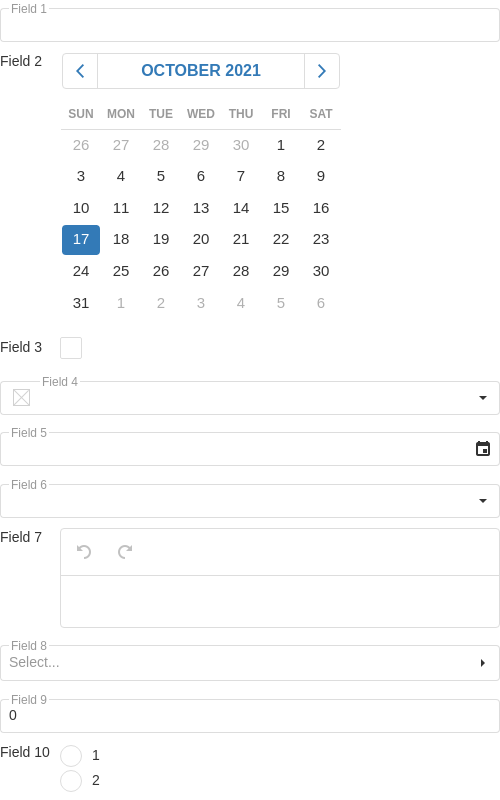 Field 1
Field 2
OCTOBER 2021
SUN MON TUE WED THU FRI SAT
26 27 28 29 30 1 2
3 4 5 6 7 8 9
10 11 12 13 14 15 16
17 18 19 20 21 22 23
24 25 26 27 28 29 30
31 1 2 3 4 5 6
Field 3
Field 4
Field 5
Field 6
Field 7
Field 8
Select...
Field 9
0
Field 10
1
2